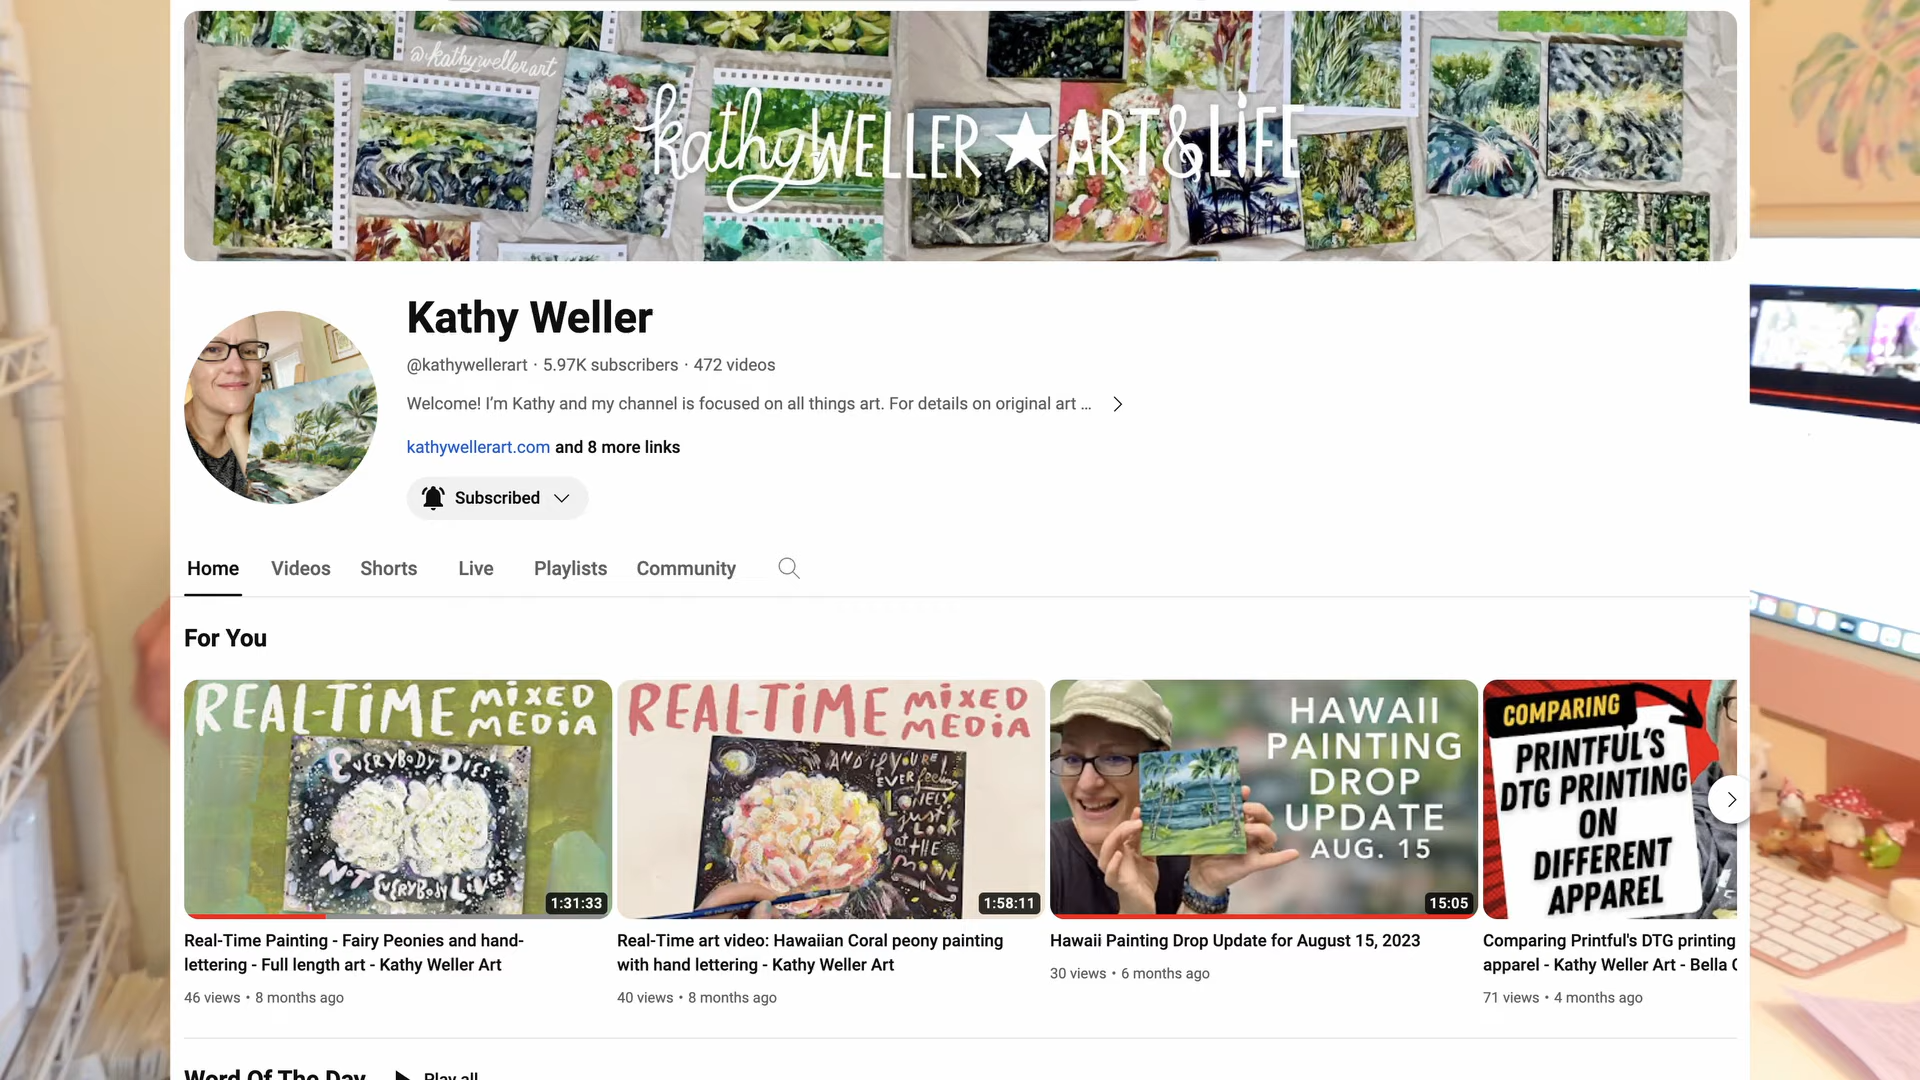 @kathywellerart
kathy WELLER ★ ART & LiFE
Kathy Weller
@kathywellerart · 5.97K subscribers · 472 videos
Welcome! I'm Kathy and my channel is focused on all things art. For details on original art ...
kathywellerart.com and 8 more links
Subscribed
Home Videos Shorts Live Playlists Community
For You
REAL-TiME MiXED MEDiA
EVERYBODY DiES
NOT EVERYBODY LiVES
1:31:33
REAL-TiME MiXED MEDiA
AND if YOU'RE
EVER feeling
LONELY
just
LOOK
at THE
MOON
1:58:11
HAWAII
PAINTING
DROP
UPDATE
AUG. 15
15:05
COMPARING
PRINTFUL'S
DTG PRINTING
ON
DIFFERENT
APPAREL
Real-Time Painting - Fairy Peonies and hand-
lettering - Full length art - Kathy Weller Art
46 views • 8 months ago
Real-Time art video: Hawaiian Coral peony painting
with hand lettering - Kathy Weller Art
40 views • 8 months ago
Hawaii Painting Drop Update for August 15, 2023
30 views • 6 months ago
Comparing Printful's DTG printing
apparel - Kathy Weller Art - Bella
71 views • 4 months ago
Word Of The Day Play all